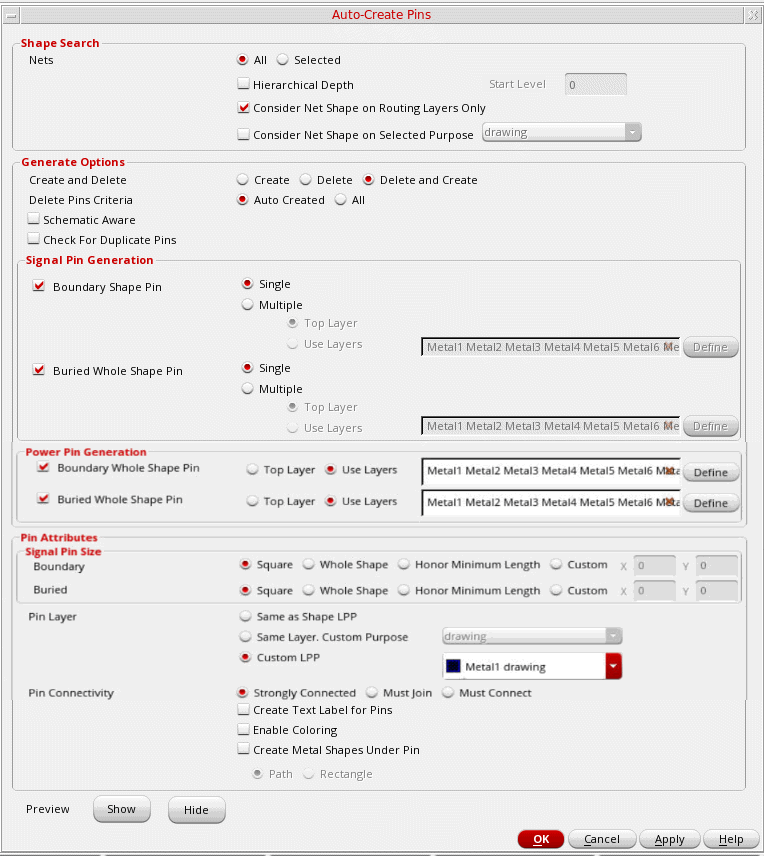 Auto-Create Pins
Shape Search
Nets All Selected
Hierarchical Depth Start Level 0
Consider Net Shape on Routing Layers Only
Consider Net Shape on Selected Purpose drawing
Generate Options
Create and Delete Create Delete Delete and Create
Delete Pins Criteria Auto Created All
Schematic Aware
Check For Duplicate Pins
Signal Pin Generation
Boundary Shape Pin Single
Multiple
Top Layer
Use Layers Metal1 Metal2 Metal3 Metal4 Metal5 Metal6 Me Define
Buried Whole Shape Pin Single
Multiple
Top Layer
Use Layers Metal1 Metal2 Metal3 Metal4 Metal5 Metal6 Me Define
Power Pin Generation
Boundary Whole Shape Pin Top Layer Use Layers Metal1 Metal2 Metal3 Metal4 Metal5 Metal6 Meta Define
Buried Whole Shape Pin Top Layer Use Layers Metal1 Metal2 Metal3 Metal4 Metal5 Metal6 Meta Define
Pin Attributes
Signal Pin Size
Boundary Square Whole Shape Honor Minimum Length Custom X 0 Y 0
Buried Square Whole Shape Honor Minimum Length Custom X 0 Y 0
Pin Layer Same as Shape LPP
Same Layer. Custom Purpose drawing
Custom LPP Metal1 drawing
Pin Connectivity Strongly Connected Must Join Must Connect
Create Text Label for Pins
Enable Coloring
Create Metal Shapes Under Pin
Path Rectangle
Preview Show Hide
OK Cancel Apply Help